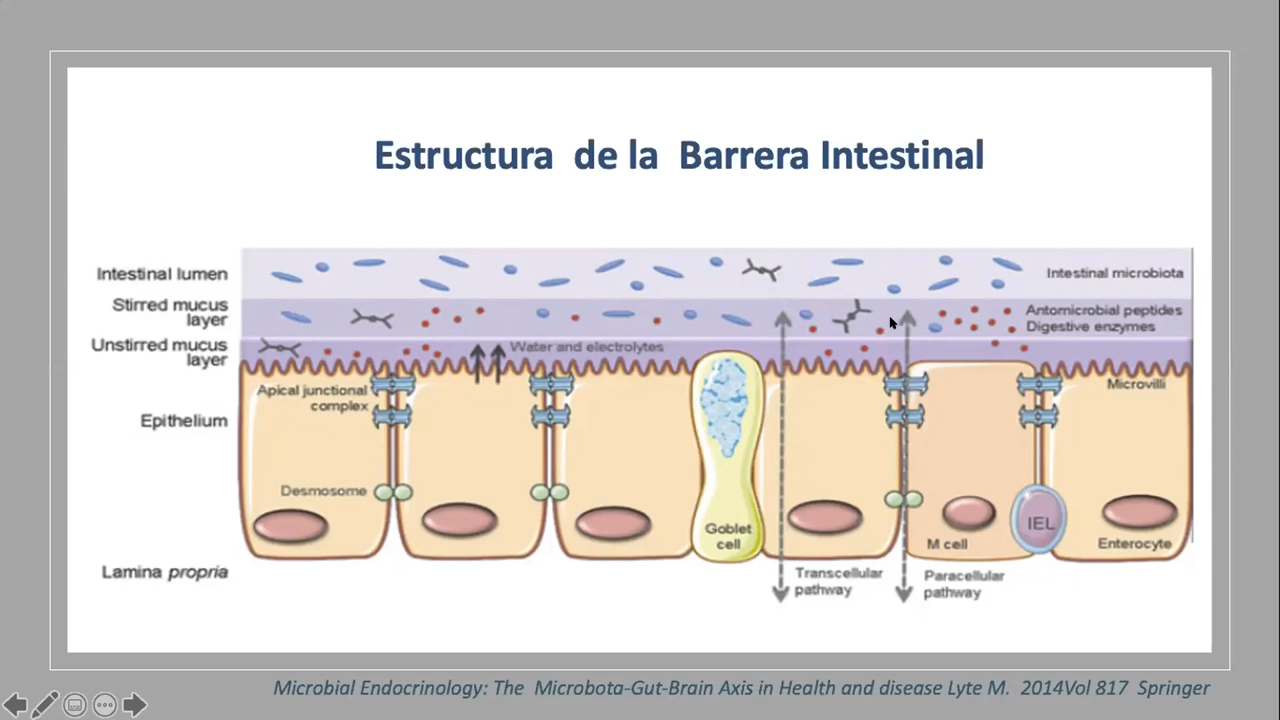 Estructura de la Barrera Intestinal
Intestinal lumen
Intestinal microbiota
Stirred mucus
layer
Antomicrobial peptides
Digestive enzymes
Unstirred mucus
layer
Water and electrolytes
Apical junctional
complex
Microvilli
Epithelium
Desmosome
Goblet
cell
M cell
IEL
Enterocyte
Lamina propria
Transcellular
pathway
Paracellular
pathway
Microbial Endocrinology: The Microbota-Gut-Brain Axis in Health and disease Lyte M. 2014Vol 817 Springer